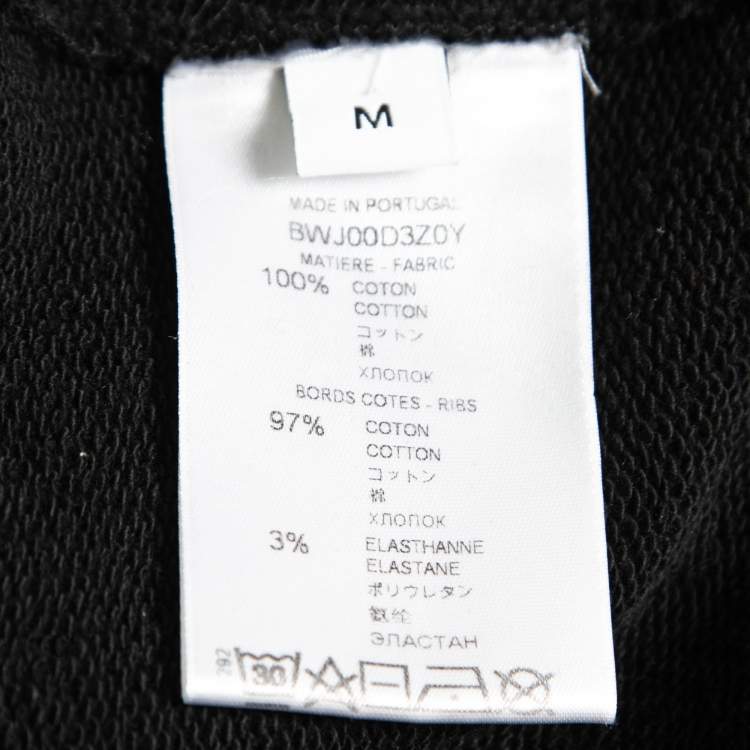 M
MADE IN PORTUGAL
BWJ00D3Z0Y
MATIERE - FABRIC
100% COTON
COTTON
コットン
棉
ХЛОПОК
BORDS COTES - RIBS
97% COTON
COTTON
コットン
棉
ХЛОПОК
3% ELASTHANNE
ELASTANE
ポリウレタン
氨纶
ЭЛАСТАН
292
30